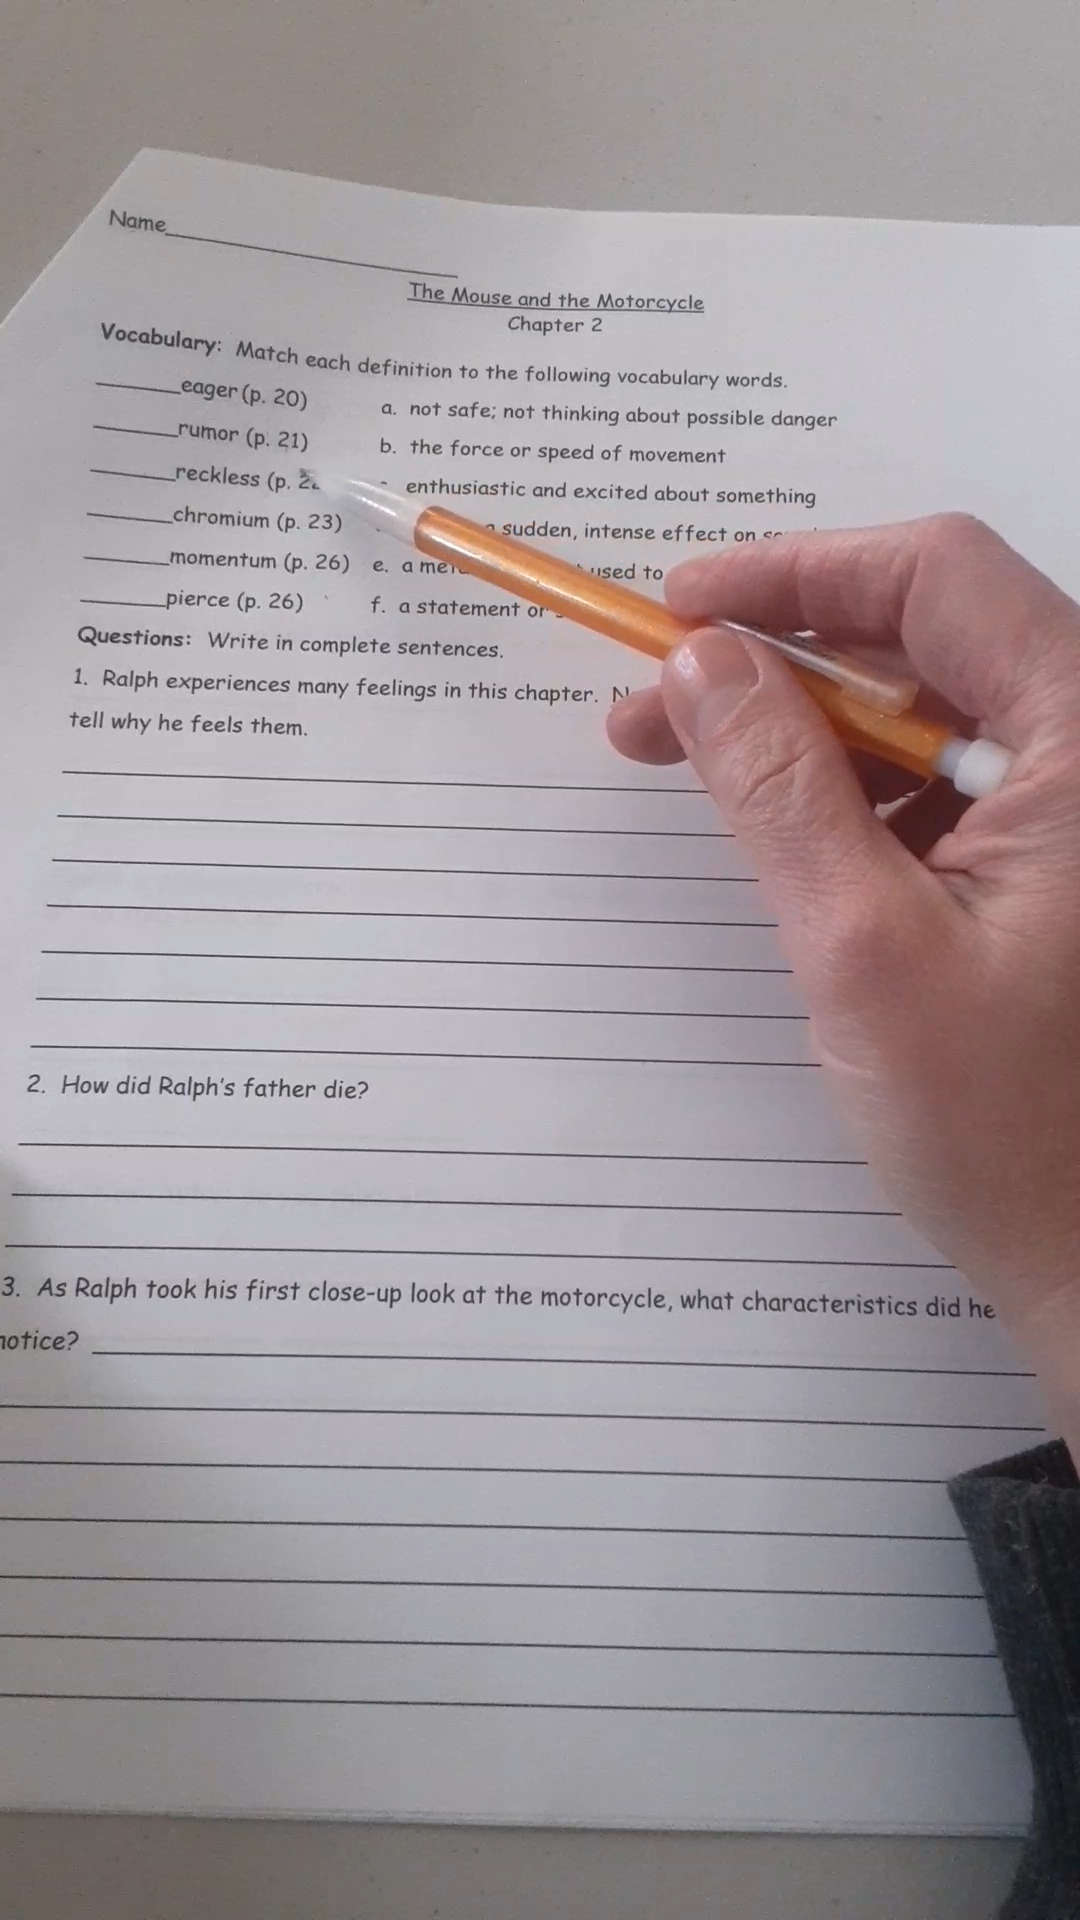 Name
The Mouse and the Motorcycle
Chapter 2
Vocabulary: Match each definition to the following vocabulary words.
eager (p. 20)
a. not safe; not thinking about possible danger
rumor (p. 21)
b. the force or speed of movement
reckless (p.
enthusiastic and excited about something
chromium (p. 23)
sudden, intense effect on
momentum (p. 26)
e. a used to
pierce (p. 26)
f. a statement or
Questions: Write in complete sentences.
1. Ralph experiences many feelings in this chapter.
tell why he feels them.
2. How did Ralph's father die?
3. As Ralph took his first close-up look at the motorcycle, what characteristics did he
notice?